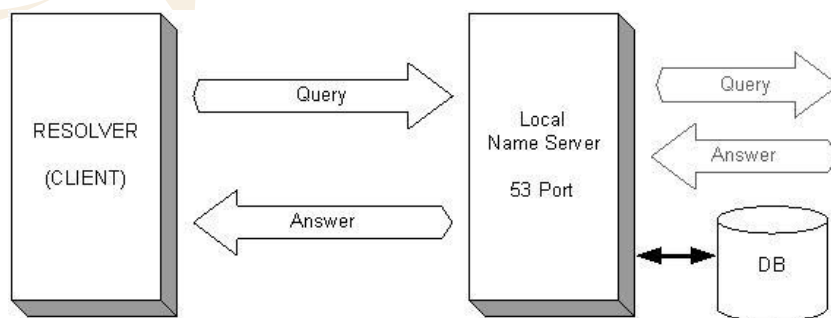 RESOLVER
(CLIENT)
Query
Answer
Local
Name Server
53 Port
Query
Answer
DB